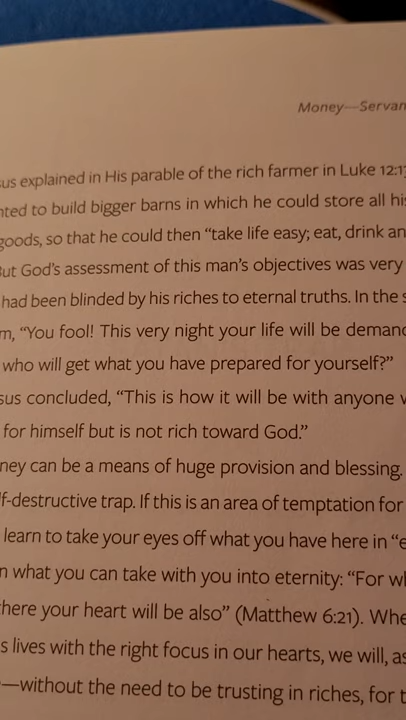 Money—Servan
sus explained in His parable of the rich farmer in Luke 12:1
nted to build bigger barns in which he could store all his
goods, so that he could then “take life easy; eat, drink an
But God’s assessment of this man’s objectives was very
had been blinded by his riches to eternal truths. In the s
m, “You fool! This very night your life will be demand
who will get what you have prepared for yourself?”
sus concluded, “This is how it will be with anyone w
for himself but is not rich toward God.”
ney can be a means of huge provision and blessing.
lf-destructive trap. If this is an area of temptation for
learn to take your eyes off what you have here in “e
n what you can take with you into eternity: “For wh
here your heart will be also” (Matthew 6:21). Whe
s lives with the right focus in our hearts, we will, as
—without the need to be trusting in riches, for t